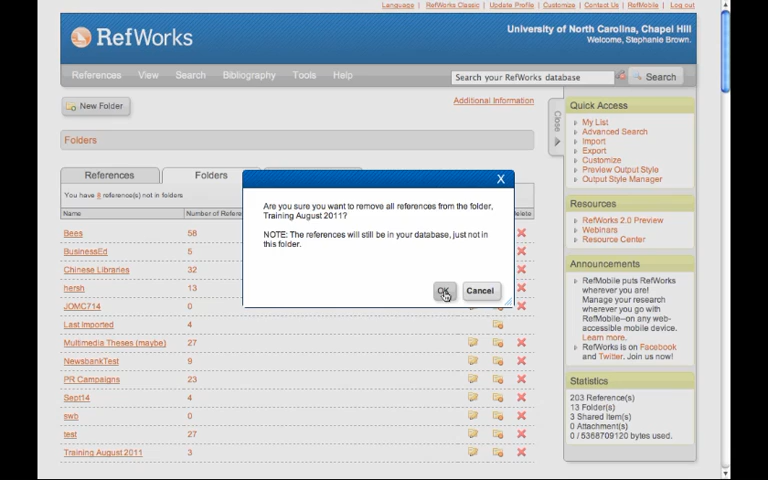 Language | RefWorks Classic | Update Profile | Customize | Contact Us | RefMobile | Log out
RefWorks
University of North Carolina, Chapel Hill
Welcome, Stephanie Brown.
References View Search Bibliography Tools Help
Search your RefWorks database
Search
New Folder
Additional Information
Close
Folders
References
Folders
You have 8 reference(s) not in folders
Name
Number of Refere
elete
X
Are you sure you want to remove all references from the folder,
Training August 2011?
NOTE: The references will still be in your database, just not in
this folder.
OK
Cancel
Bees 58
BusinessEd 5
Chinese Libraries 32
hersh 13
JOMC714 0
Last Imported 4
Multimedia Theses (maybe) 27
NewsbankTest 9
PR Campaigns 23
Sept14 4
swb 0
test 27
Training August 2011 3
Quick Access
My List
Advanced Search
Import
Export
Customize
Preview Output Style
Output Style Manager
Resources
RefWorks 2.0 Preview
Webinars
Resource Center
Announcements
RefMobile puts RefWorks
wherever you are!
Manage your research
wherever you go with
RefMobile--on any web-
accessible mobile device.
Learn more.
RefWorks is on Facebook
and Twitter. Join us now!
Statistics
203 Reference(s)
13 Folder(s)
3 Shared Item(s)
0 Attachment(s)
0 / 5368709120 bytes used.